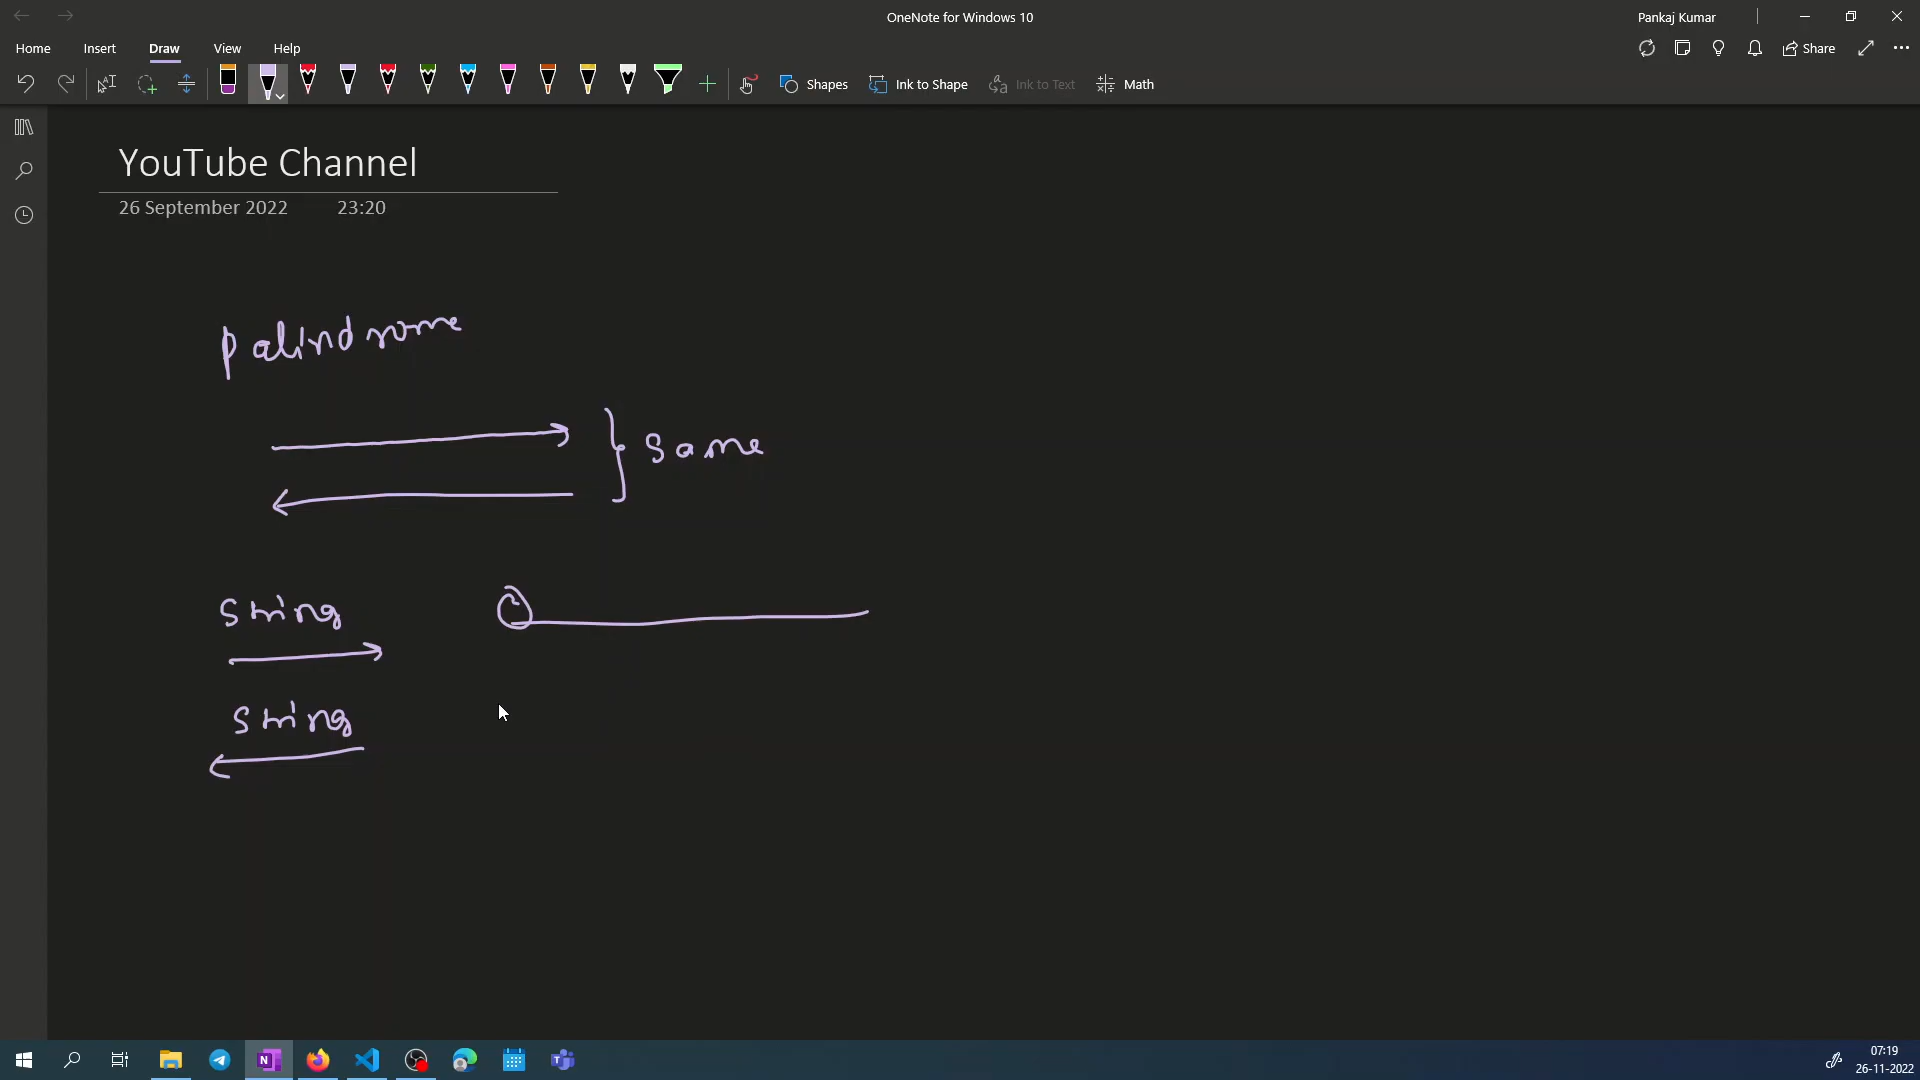 OneNote for Windows 10
Pankaj Kumar
Home Insert Draw View Help
Share
Shapes Ink to Shape Ink to Text Math
YouTube Channel
26 September 2022 23:20
palindrome
same
string
string
07:19
26-11-2022